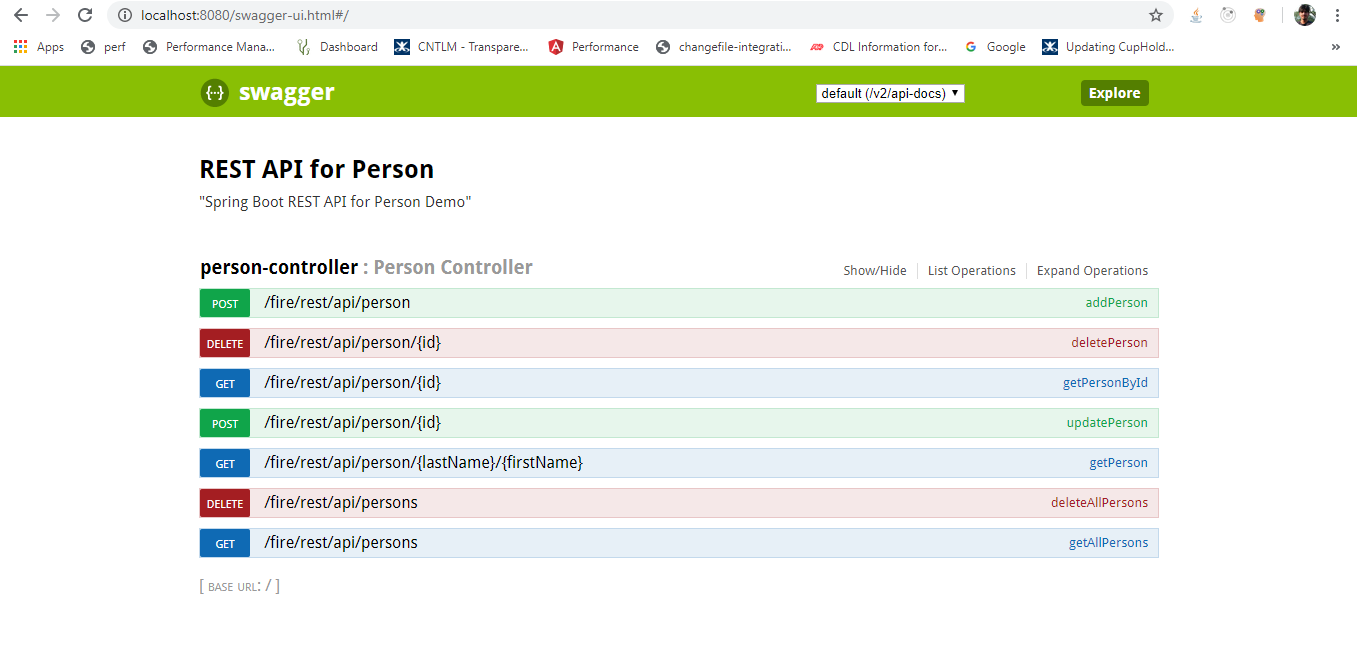 localhost:8080/swagger-ui.html#/
Apps perf Performance Mana... Dashboard CNTLM - Transpare... Performance changefile-integrati... CDL Information for... Google Updating CupHold... »
{··} swagger default (/v2/api-docs) Explore
REST API for Person
"Spring Boot REST API for Person Demo"
person-controller : Person Controller Show/Hide List Operations Expand Operations
POST /fire/rest/api/person addPerson
DELETE /fire/rest/api/person/{id} deletePerson
GET /fire/rest/api/person/{id} getPersonById
POST /fire/rest/api/person/{id} updatePerson
GET /fire/rest/api/person/{lastName}/{firstName} getPerson
DELETE /fire/rest/api/persons deleteAllPersons
GET /fire/rest/api/persons getAllPersons
[ BASE URL: / ]